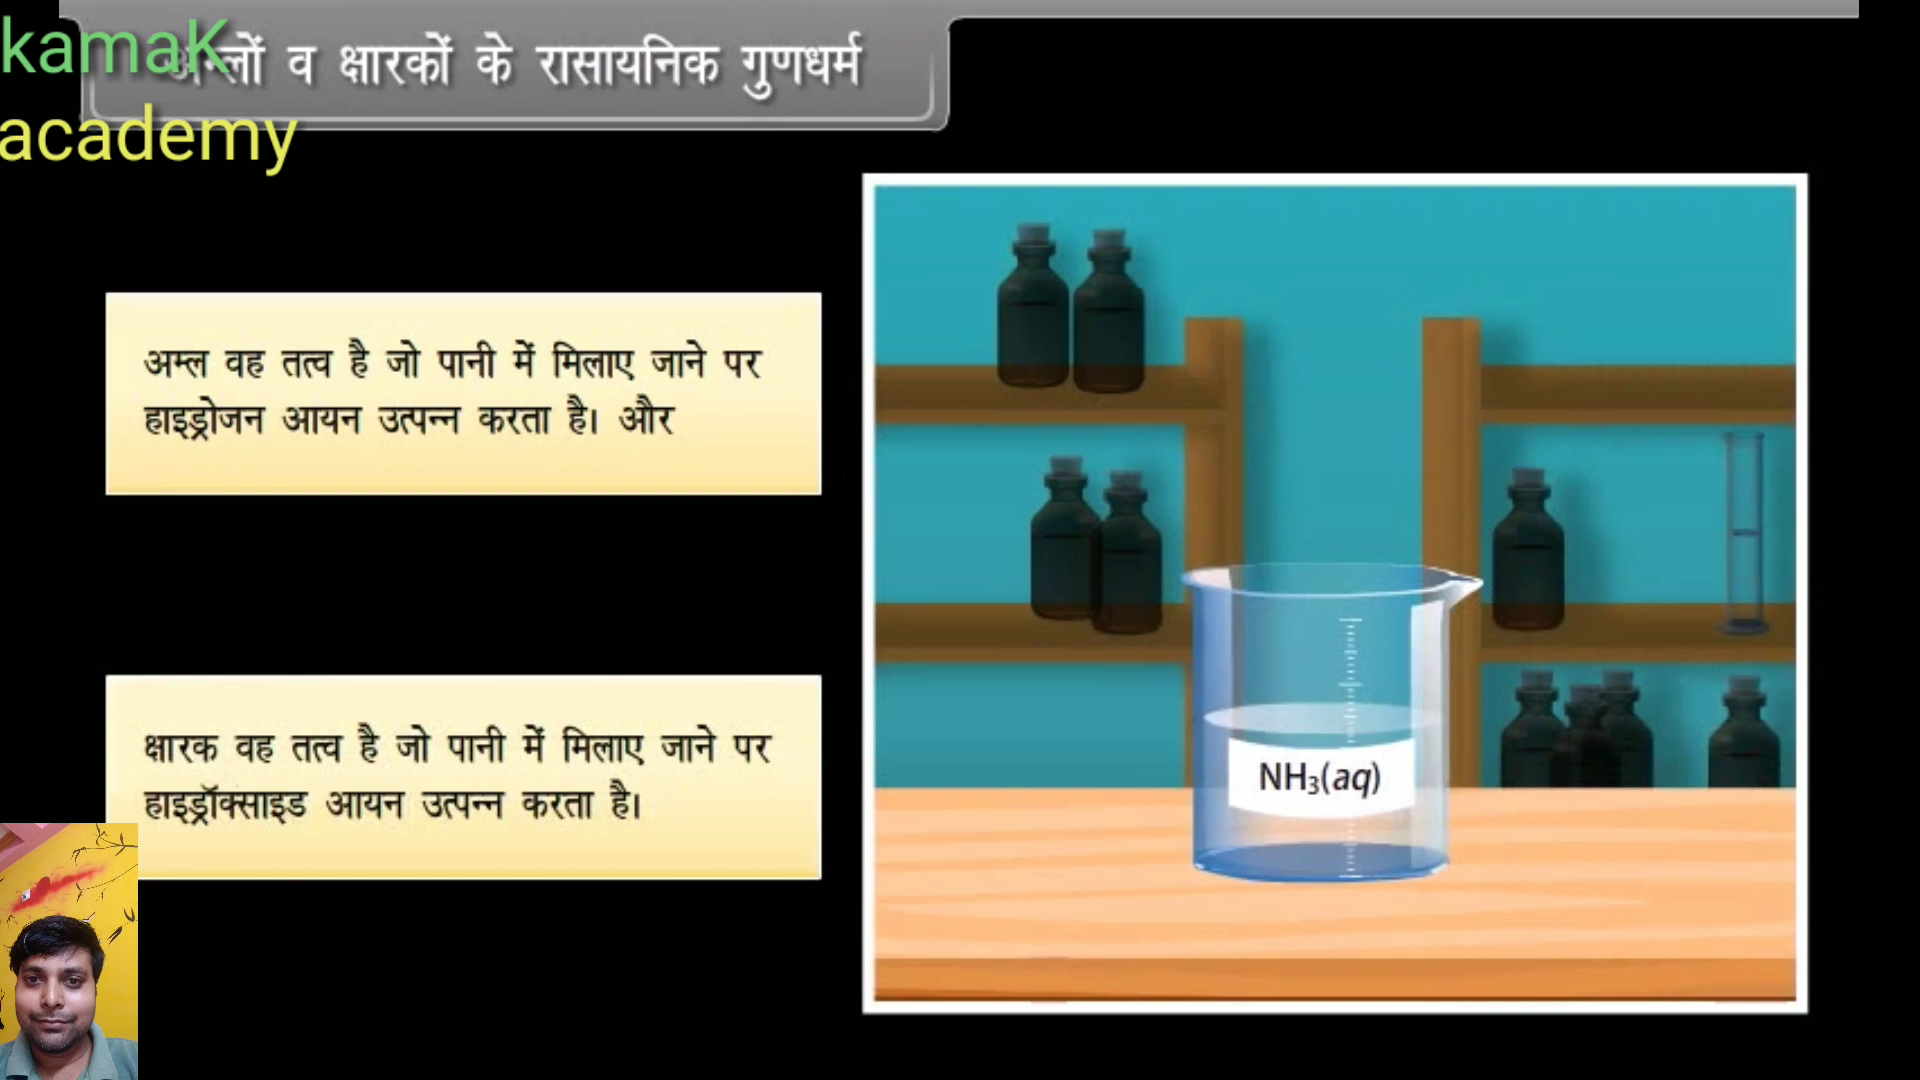 kamaK
अम्लों व क्षारकों के रासायनिक गुणधर्म
academy
अम्ल वह तत्व है जो पानी में मिलाए जाने पर
हाइड्रोजन आयन उत्पन्न करता है। और
क्षारक वह तत्व है जो पानी में मिलाए जाने पर
हाइड्रॉक्साइड आयन उत्पन्न करता है।
NH₃(aq)